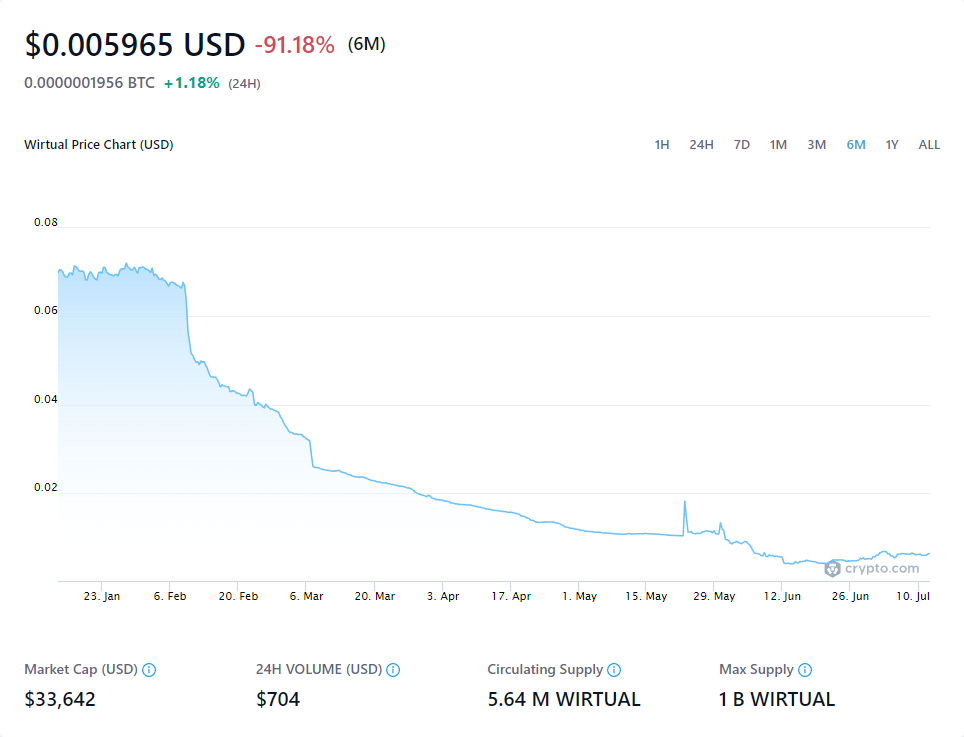 $0.005965 USD -91.18% (6M)
0.0000001956 BTC +1.18% (24H)
Wirtual Price Chart (USD) 1H 24H 7D 1M 3M 6M 1Y ALL
0.08
0.06
0.04
0.02
crypto.com
23. Jan 6. Feb 20. Feb 6. Mar 20. Mar 3. Apr 17. Apr 1. May 15. May 29. May 12. Jun 26. Jun 10. Jul
Market Cap (USD) 24H VOLUME (USD) Circulating Supply Max Supply
$33,642 $704 5.64 M WIRTUAL 1 B WIRTUAL